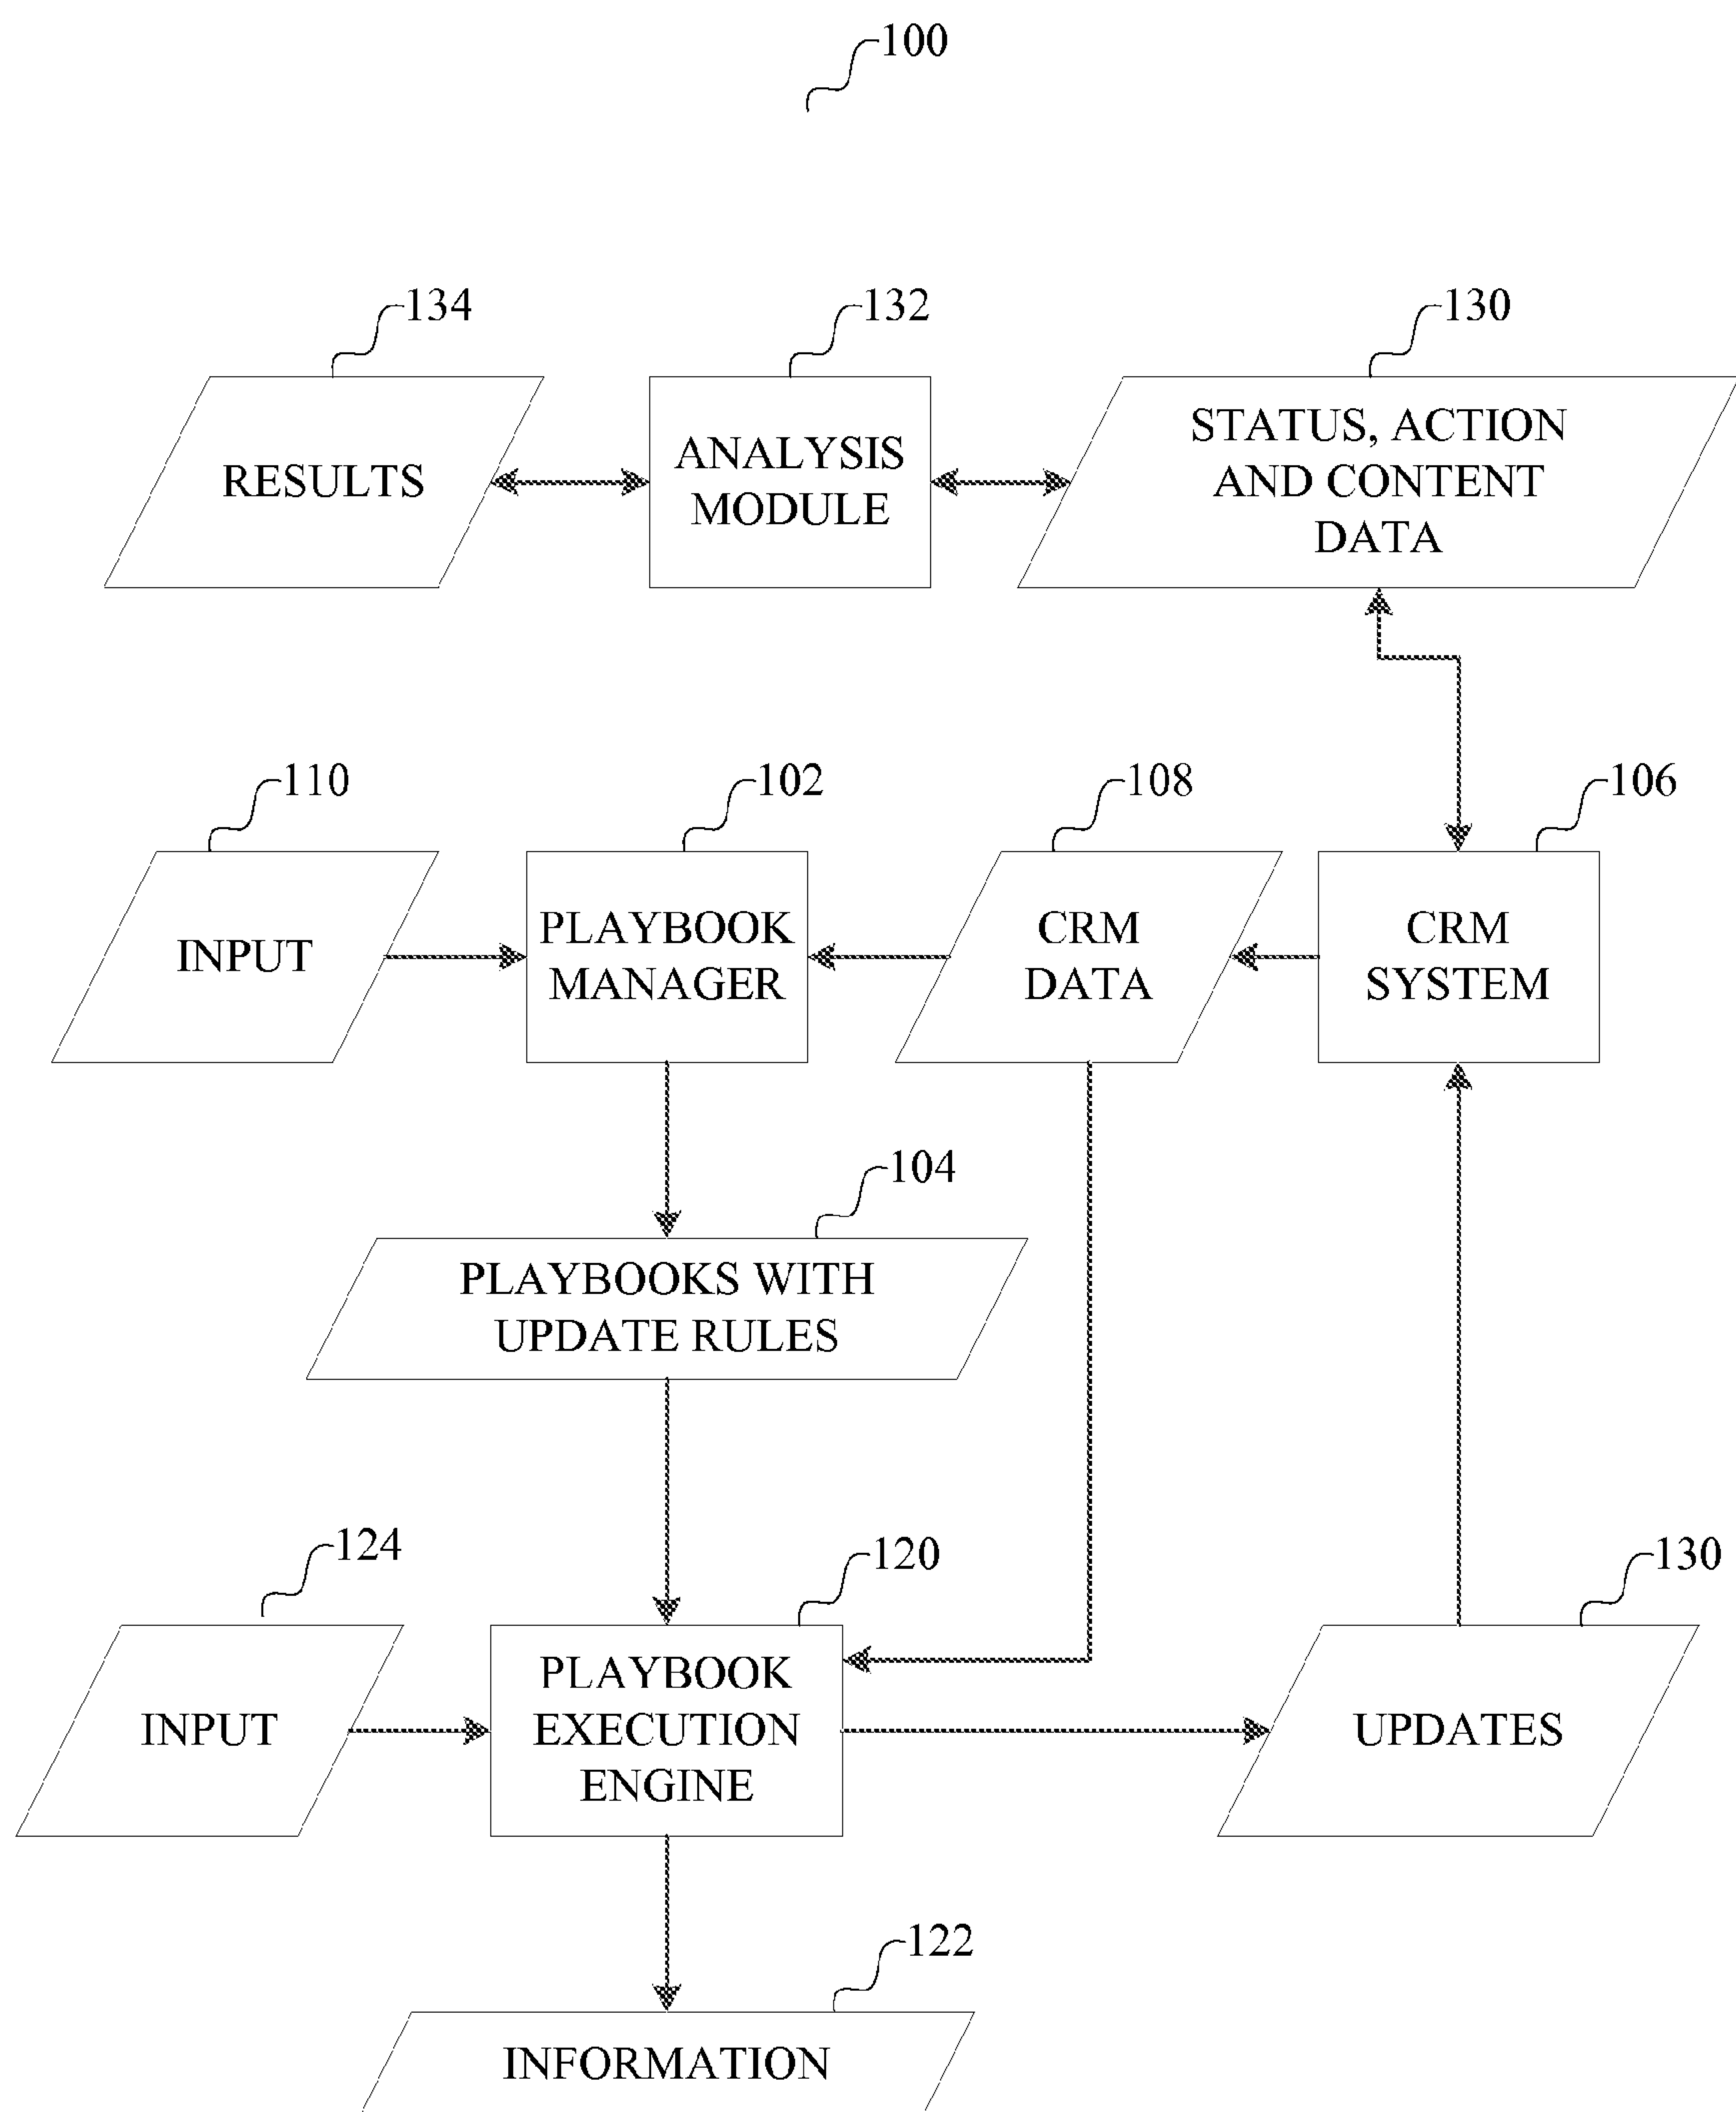 100
134
132
130
RESULTS
ANALYSIS
MODULE
STATUS, ACTION
AND CONTENT
DATA
110
102
108
106
INPUT
PLAYBOOK
MANAGER
CRM
DATA
CRM
SYSTEM
104
PLAYBOOKS WITH
UPDATE RULES
124
120
130
INPUT
PLAYBOOK
EXECUTION
ENGINE
UPDATES
122
INFORMATION